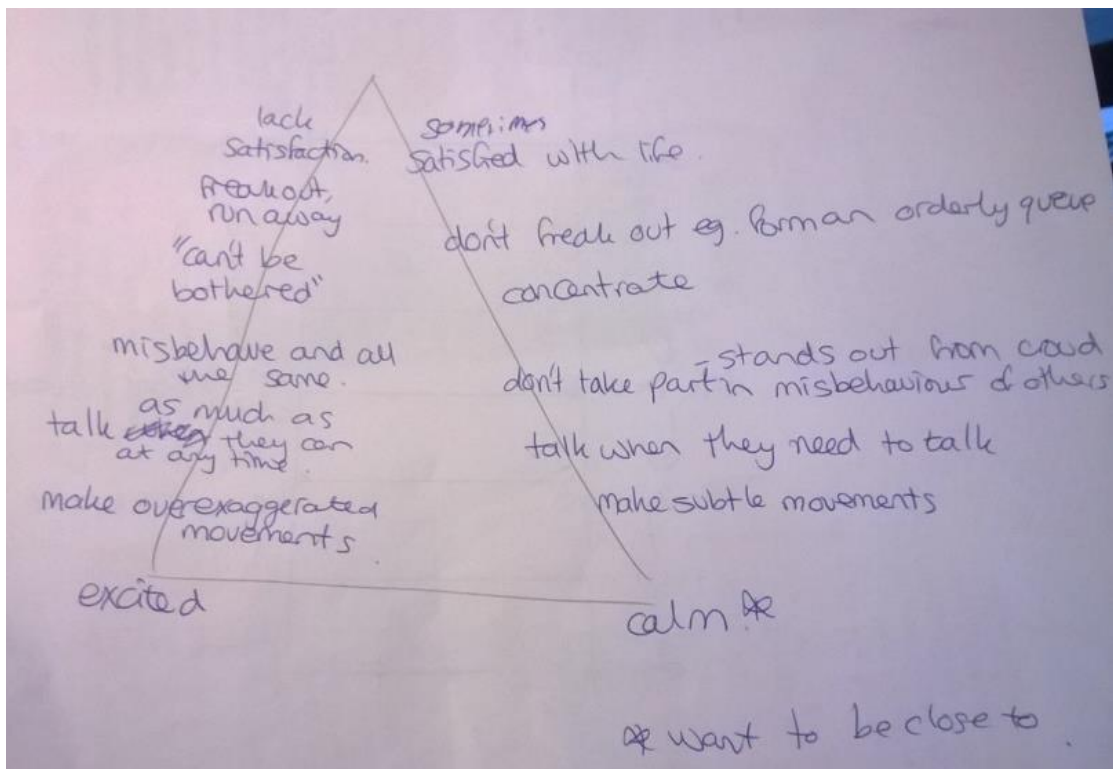 lack
satisfaction.
freakout,
run away
"can't be
bothered"
misbehave and all
the same.
as much as
talk they can
at any time.
make overexaggerated
movements.
excited
sometimes
satisfied with life.
don't freak out eg. Form an orderly queue
concentrate
- stands out from crowd
don't take part in misbehaviour of others
talk when they need to talk
make subtle movements
calm *
* want to be close to.